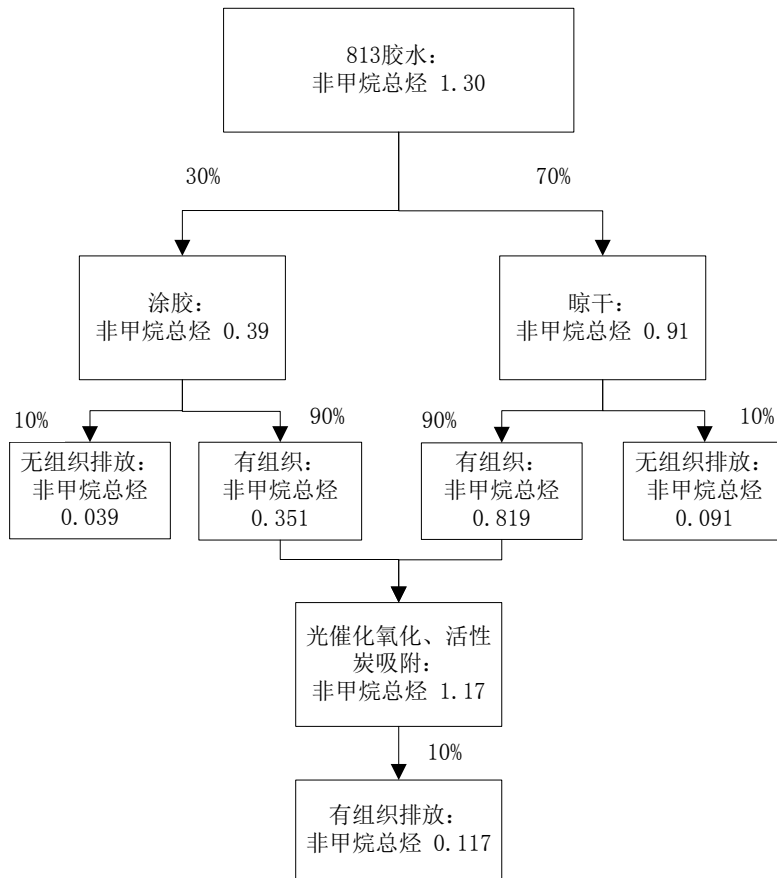 813胶水：
非甲烷总烃 1.30
30%
70%
涂胶：
非甲烷总烃 0.39
晾干：
非甲烷总烃 0.91
10%
90%
90%
10%
无组织排放：
非甲烷总烃
0.039
有组织：
非甲烷总烃
0.351
有组织：
非甲烷总烃
0.819
无组织排放：
非甲烷总烃
0.091
光催化氧化、活性
炭吸附：
非甲烷总烃 1.17
10%
有组织排放：
非甲烷总烃 0.117